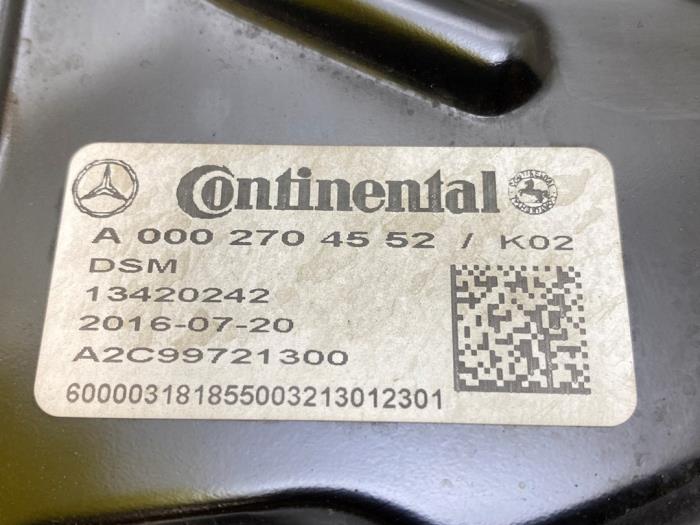 Continental
A 000 270 45 52 / K02
DSM
13420242
2016-07-20
A2C99721300
600003181855003213012301